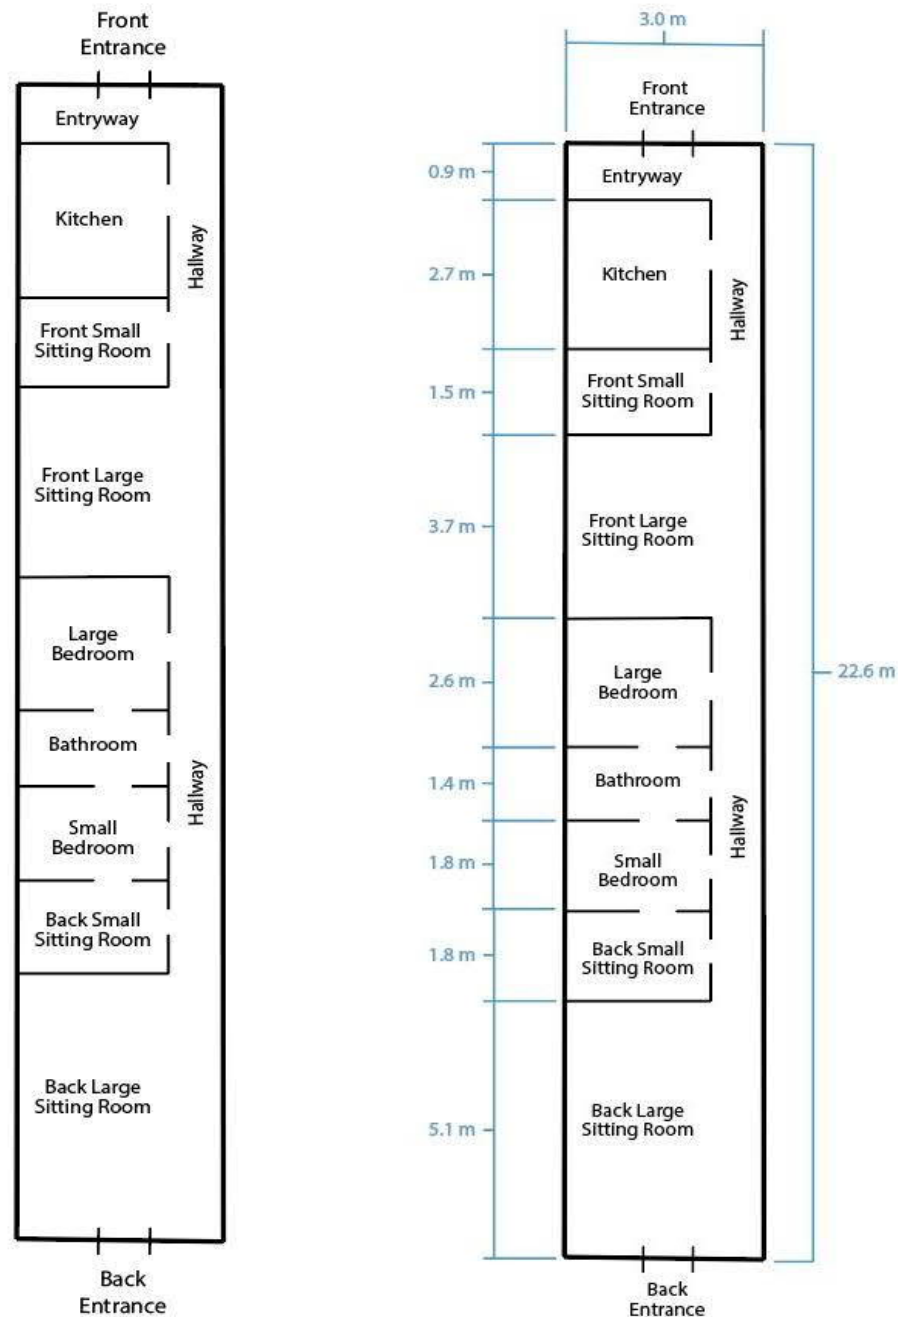 Front
Entrance
Entryway
Kitchen
Hallway
Front Small
Sitting Room
Front Large
Sitting Room
Large
Bedroom
Bathroom
Hallway
Small
Bedroom
Back Small
Sitting Room
Back Large
Sitting Room
Back
Entrance
3.0 m
Front
Entrance
0.9 m
Entryway
2.7 m
Kitchen
Hallway
1.5 m
Front Small
Sitting Room
3.7 m
Front Large
Sitting Room
2.6 m
Large
Bedroom
22.6 m
1.4 m
Bathroom
Hallway
1.8 m
Small
Bedroom
1.8 m
Back Small
Sitting Room
5.1 m
Back Large
Sitting Room
Back
Entrance